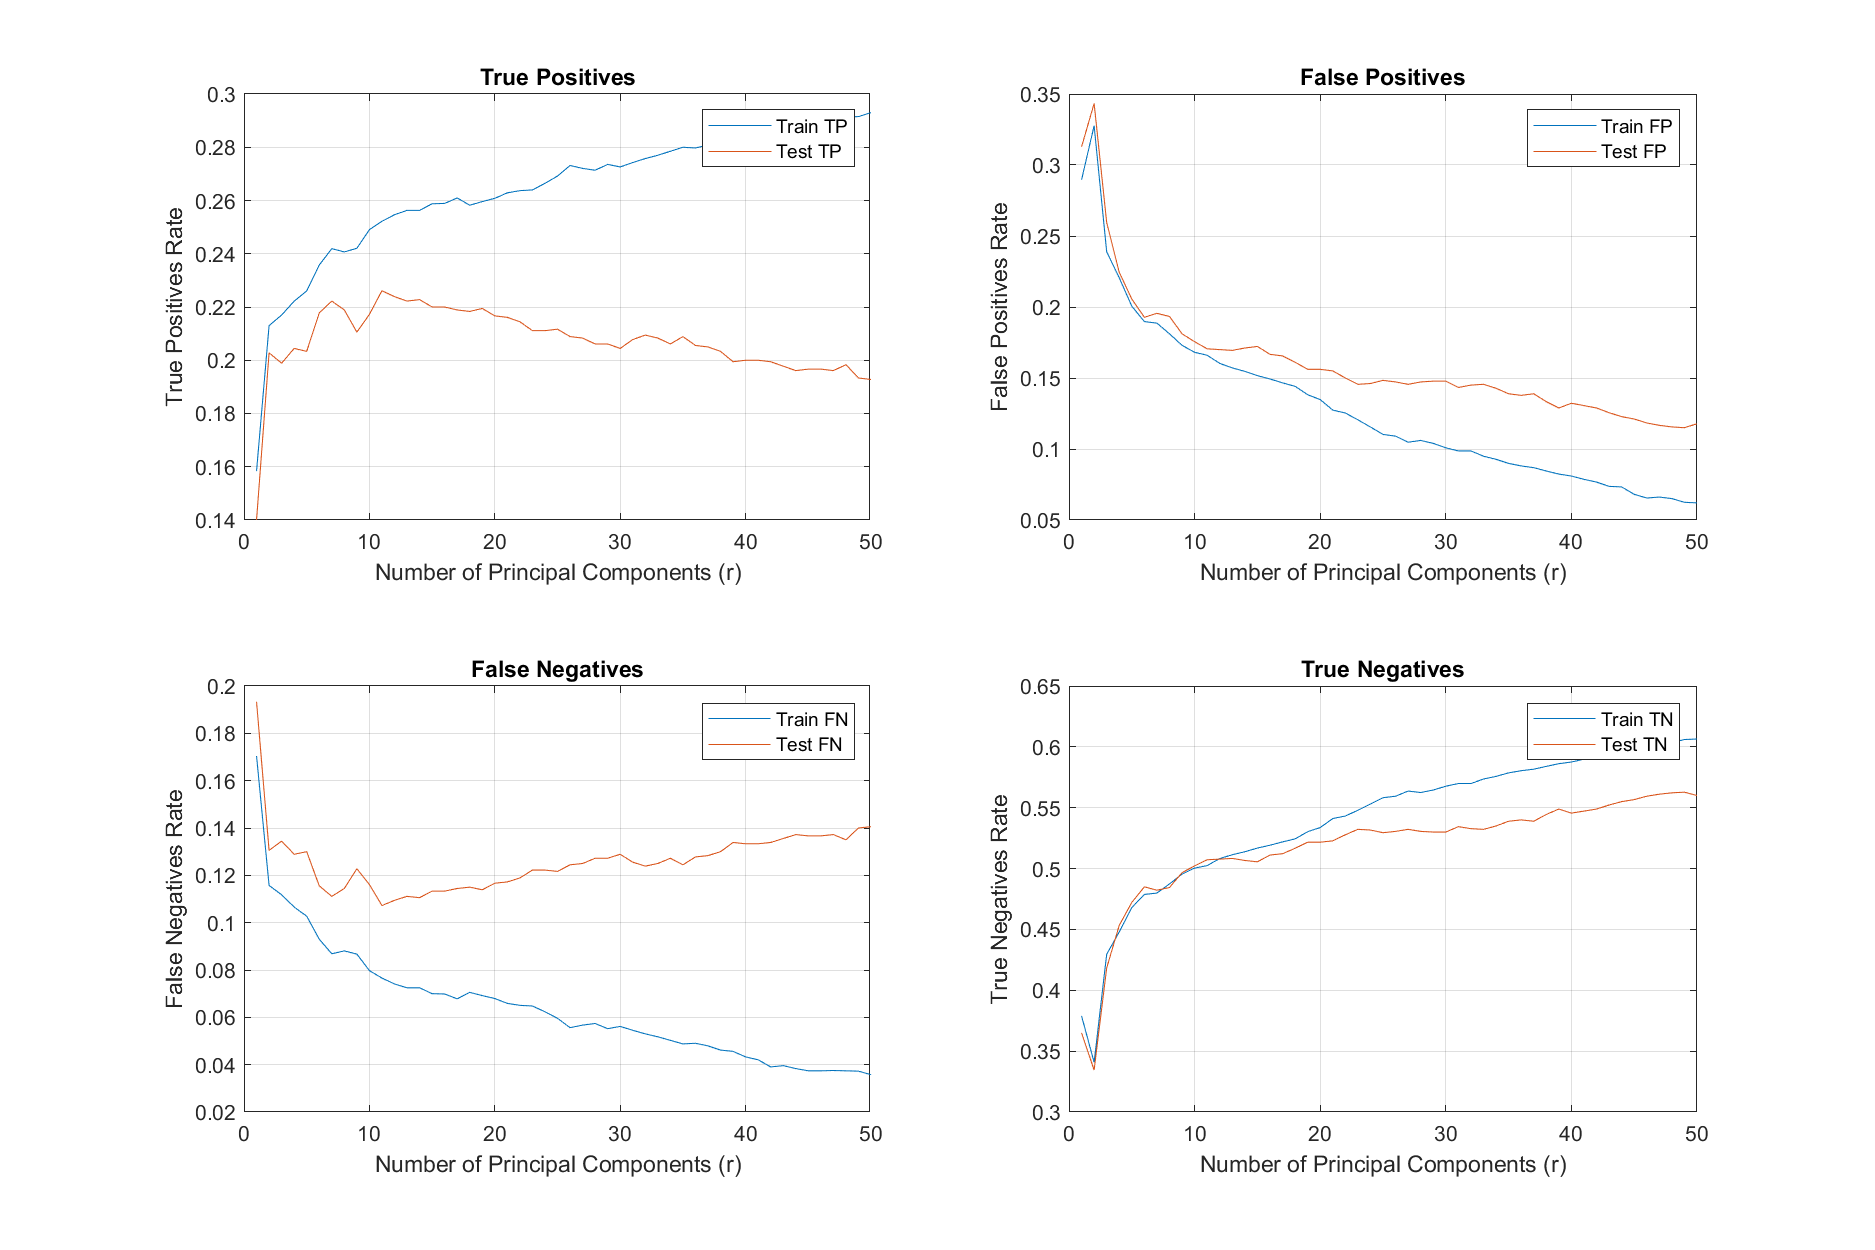 True Positives
0.3
0.28
0.26
0.24
0.22
0.2
0.18
0.16
0.14
True Positives Rate
Train TP
Test TP
0 10 20 30 40 50
Number of Principal Components (r)
False Positives
0.35
0.3
0.25
0.2
0.15
0.1
0.05
False Positives Rate
Train FP
Test FP
0 10 20 30 40 50
Number of Principal Components (r)
False Negatives
0.2
0.18
0.16
0.14
0.12
0.1
0.08
0.06
0.04
0.02
False Negatives Rate
Train FN
Test FN
0 10 20 30 40 50
Number of Principal Components (r)
True Negatives
0.65
0.6
0.55
0.5
0.45
0.4
0.35
0.3
True Negatives Rate
Train TN
Test TN
0 10 20 30 40 50
Number of Principal Components (r)